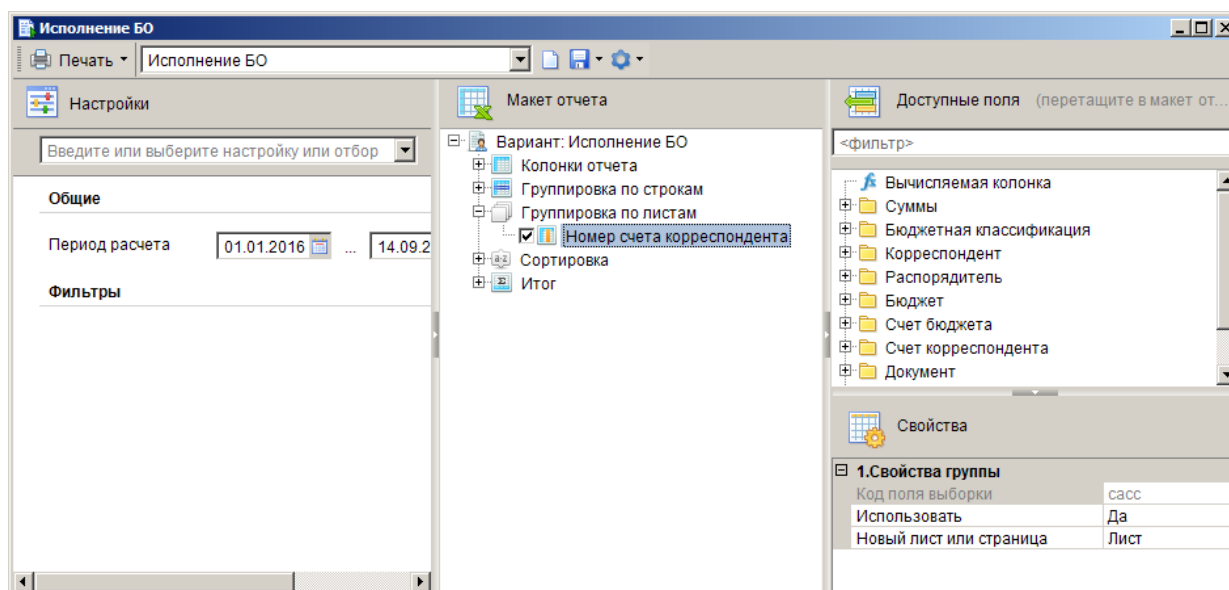 Исполнение БО
Печать Исполнение БО
Настройки
Введите или выберите настройку или отбор
Общие
Период расчета 01.01.2016 ... 14.09.2
Фильтры
Макет отчета
Вариант: Исполнение БО
Колонки отчета
Группировка по строкам
Группировка по листам
Номер счета корреспондента
Сортировка
Итог
Доступные поля (перетащите в макет от...
<фильтр>
Вычисляемая колонка
Суммы
Бюджетная классификация
Корреспондент
Распорядитель
Бюджет
Счет бюджета
Счет корреспондента
Документ
Свойства
1.Свойства группы
Код поля выборки cacc
Использовать Да
Новый лист или страница Лист